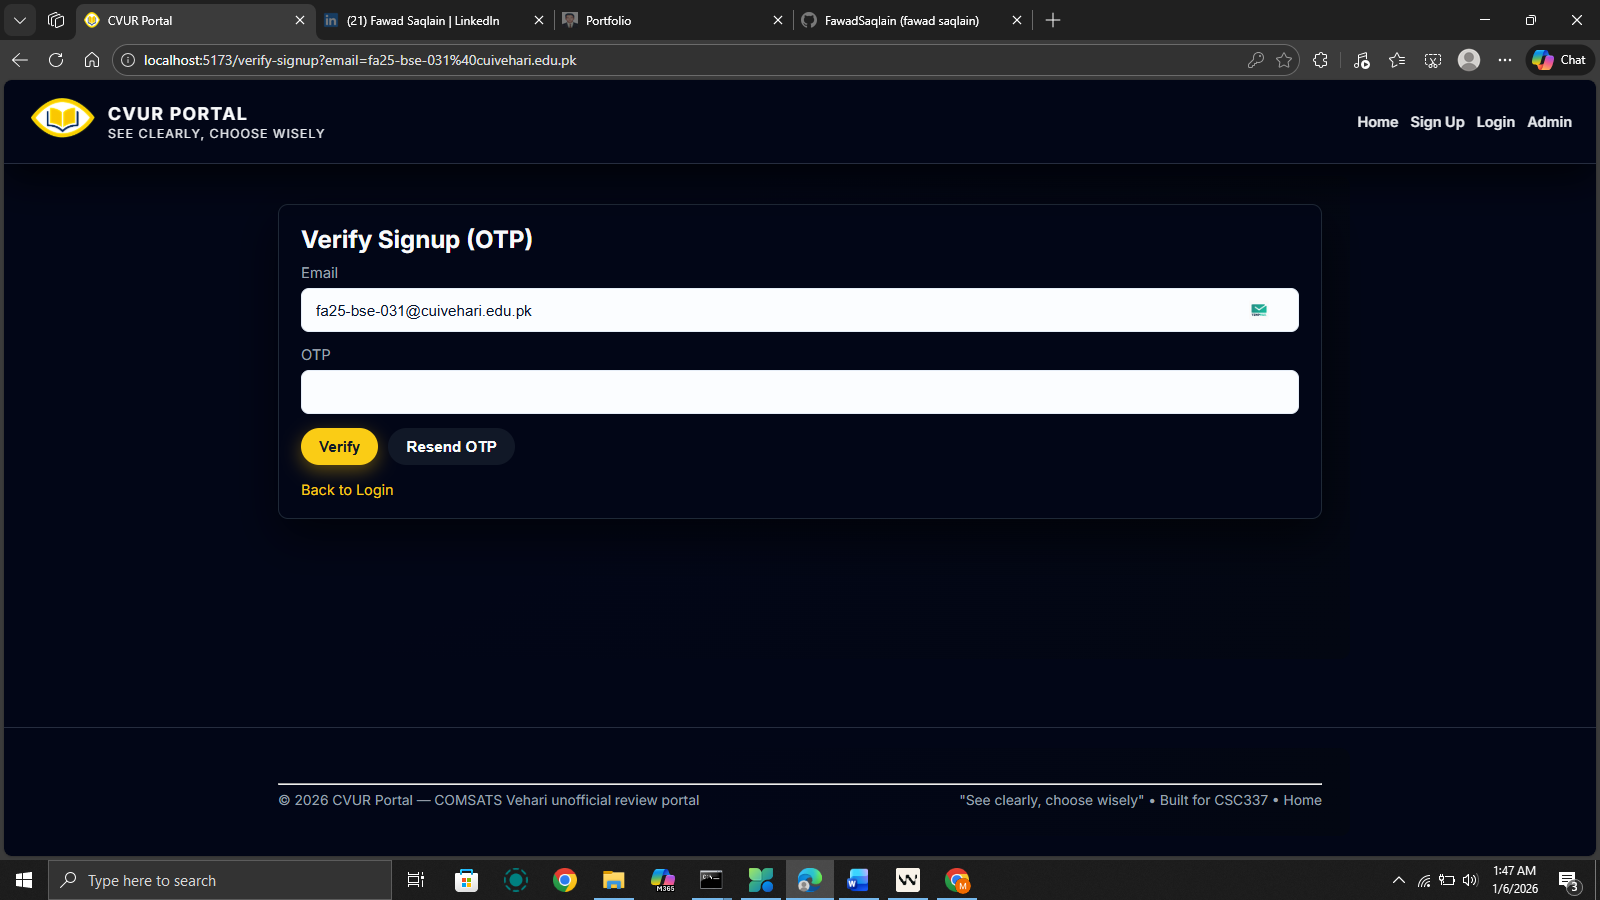 CVUR Portal
(21) Fawad Saqlain | LinkedIn
Portfolio
FawadSaqlain (fawad saqlain)
localhost:5173/verify-signup?email=fa25-bse-031%40cuivehari.edu.pk
Chat
CVUR PORTAL
SEE CLEARLY, CHOOSE WISELY
Home Sign Up Login Admin
Verify Signup (OTP)
Email
fa25-bse-031@cuivehari.edu.pk
OTP
Verify Resend OTP
Back to Login
© 2026 CVUR Portal — COMSATS Vehari unofficial review portal
"See clearly, choose wisely" • Built for CSC337 • Home
Type here to search
M365
M
1:47 AM
1/6/2026
3